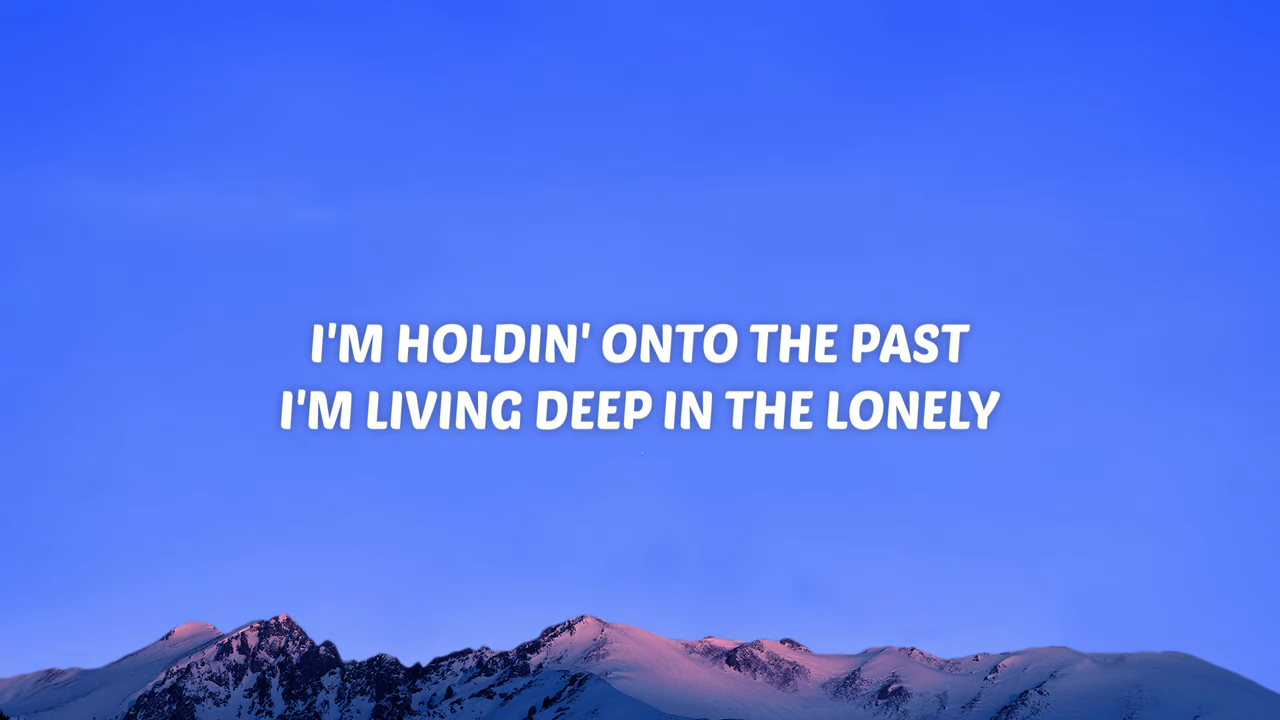 I'M HOLDIN' ONTO THE PAST
I'M LIVING DEEP IN THE LONELY